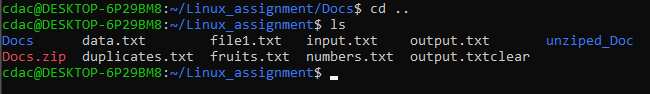 cdac@DESKTOP-6P29BM8:~/Linux_assignment/Docs$ cd ..
cdac@DESKTOP-6P29BM8:~/Linux_assignment$ ls
Docs      data.txt        file1.txt   input.txt    output.txt       unziped_Doc
Docs.zip  duplicates.txt  fruits.txt  numbers.txt  output.txtclear
cdac@DESKTOP-6P29BM8:~/Linux_assignment$